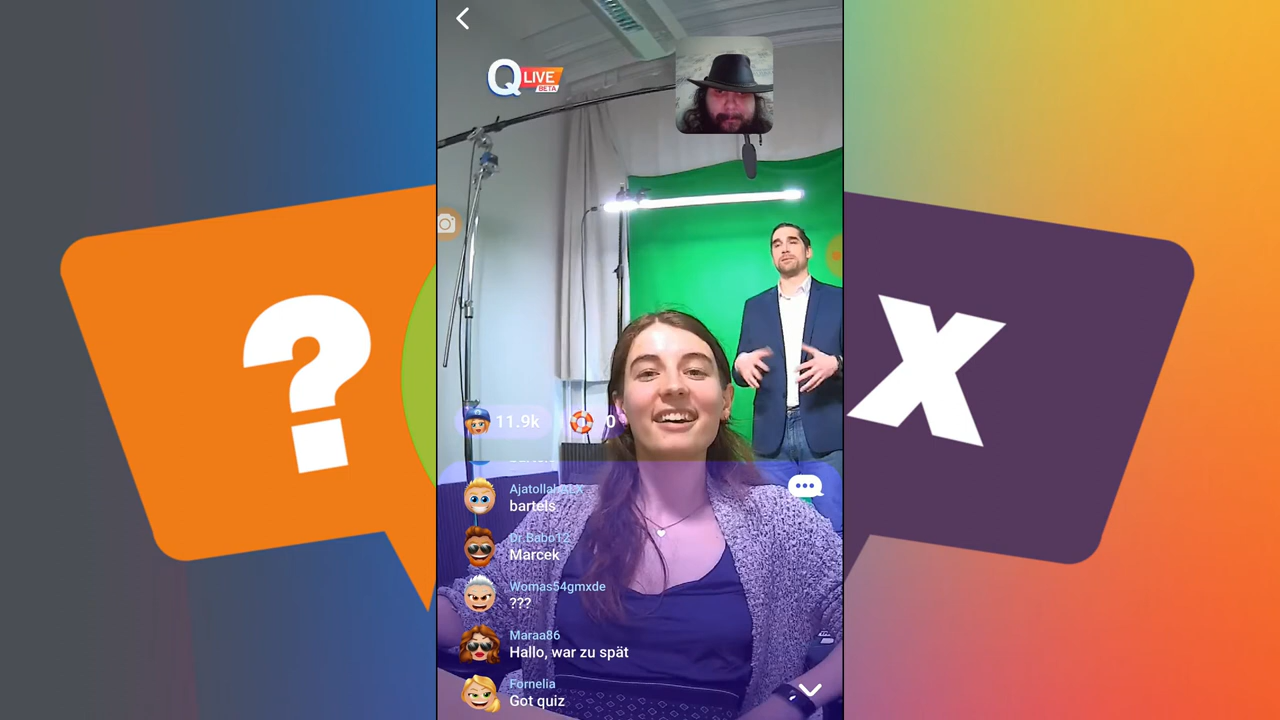 Q LIVE
BETA
?
X
11.9k
0
bartels
Dr.Babo12
Marcek
Womas54gmxde
???
Maraa86
Hallo, war zu spät
Fornelia
Got quiz